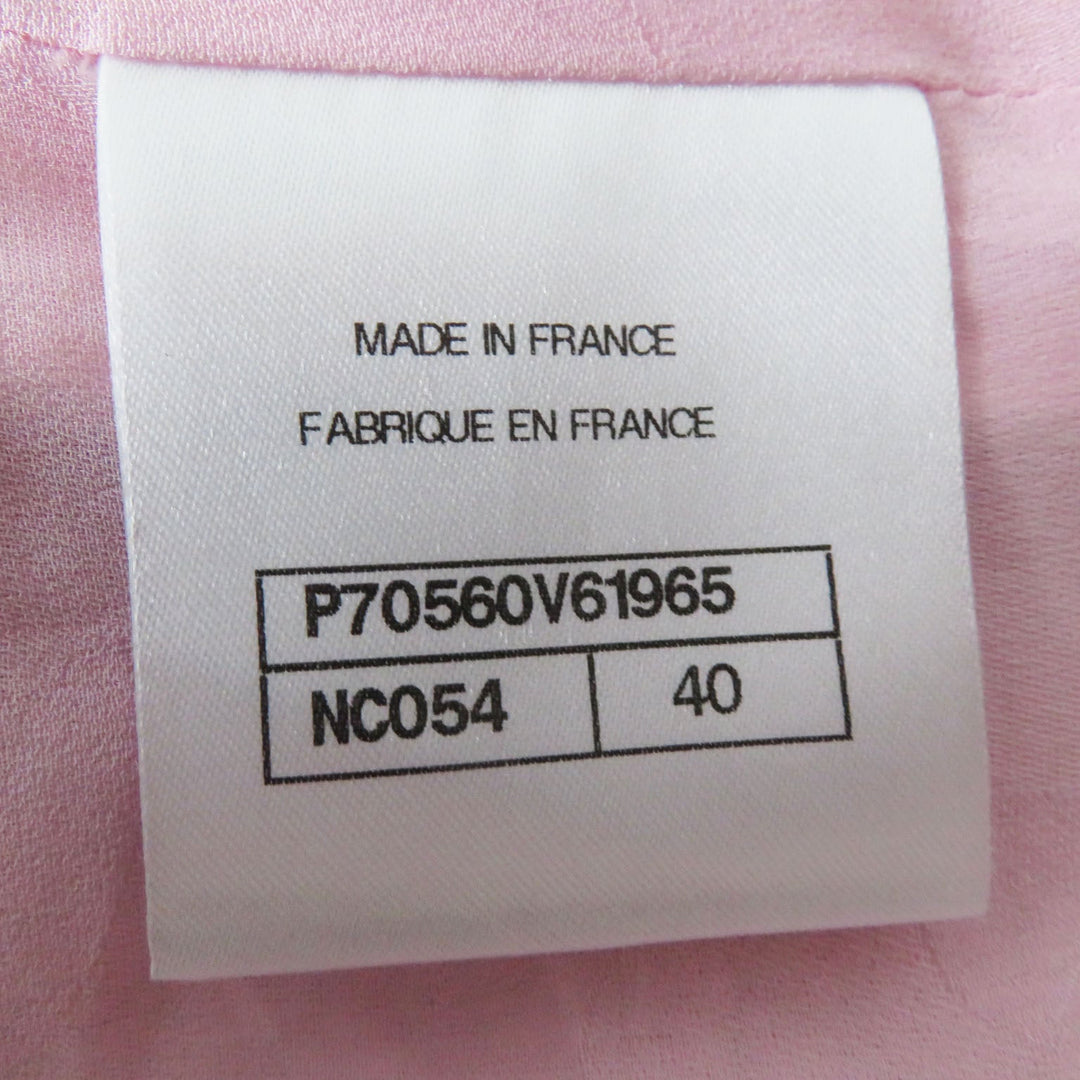 MADE IN FRANCE
FABRIQUE EN FRANCE
P70560V61965
NC054 40